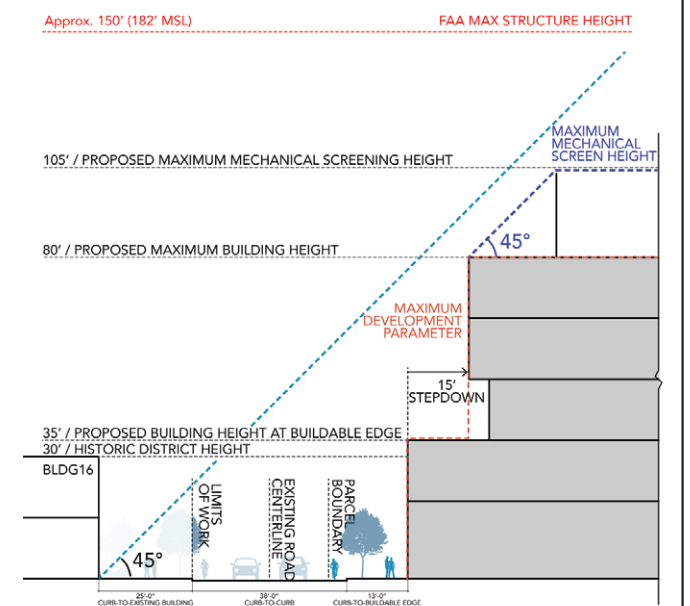 Approx. 150' (182' MSL)
FAA MAX STRUCTURE HEIGHT
MAXIMUM
MECHANICAL
SCREEN HEIGHT
105' / PROPOSED MAXIMUM MECHANICAL SCREENING HEIGHT
45°
80' / PROPOSED MAXIMUM BUILDING HEIGHT
MAXIMUM
DEVELOPMENT
PARAMETER
15'
STEPDOWN
35' / PROPOSED BUILDING HEIGHT AT BUILDABLE EDGE
30' / HISTORIC DISTRICT HEIGHT
BLDG16
LIMITS
OF WORK
EXISTING ROAD
CENTERLINE
PARCEL
BOUNDARY
45°
25'-0"
CURB-TO-EXISTING BUILDING
38'-0"
CURB-TO-CURB
13'-0"
CURB-TO-BUILDABLE EDGE